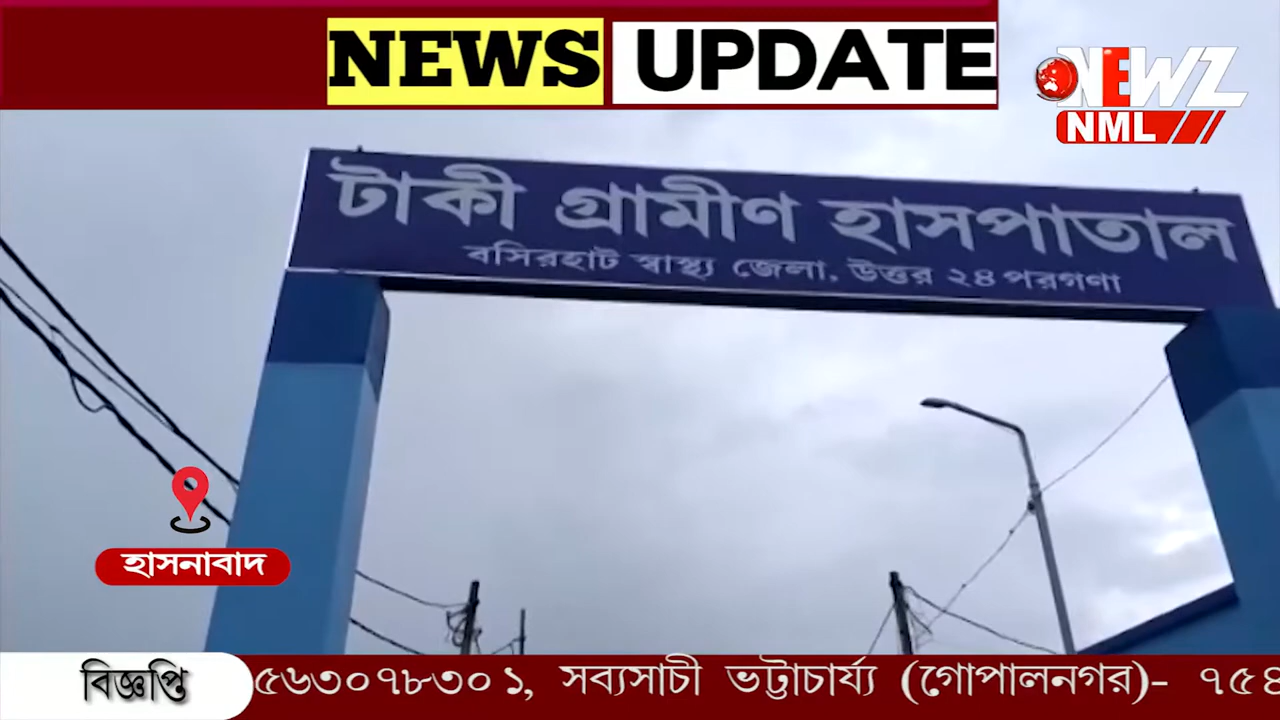 NEWS UPDATE
NEWZ
NML
টাকী গ্রামীণ হাসপাতাল
বসিরহাট স্বাস্থ্য জেলা, উত্তর ২৪ পরগণা
হাসনাবাদ
বিজ্ঞপ্তি
৫৬৩০৭৮৩০১, সব্যসাচী ভট্টাচার্য্য (গোপালনগর)- ৭৫৪